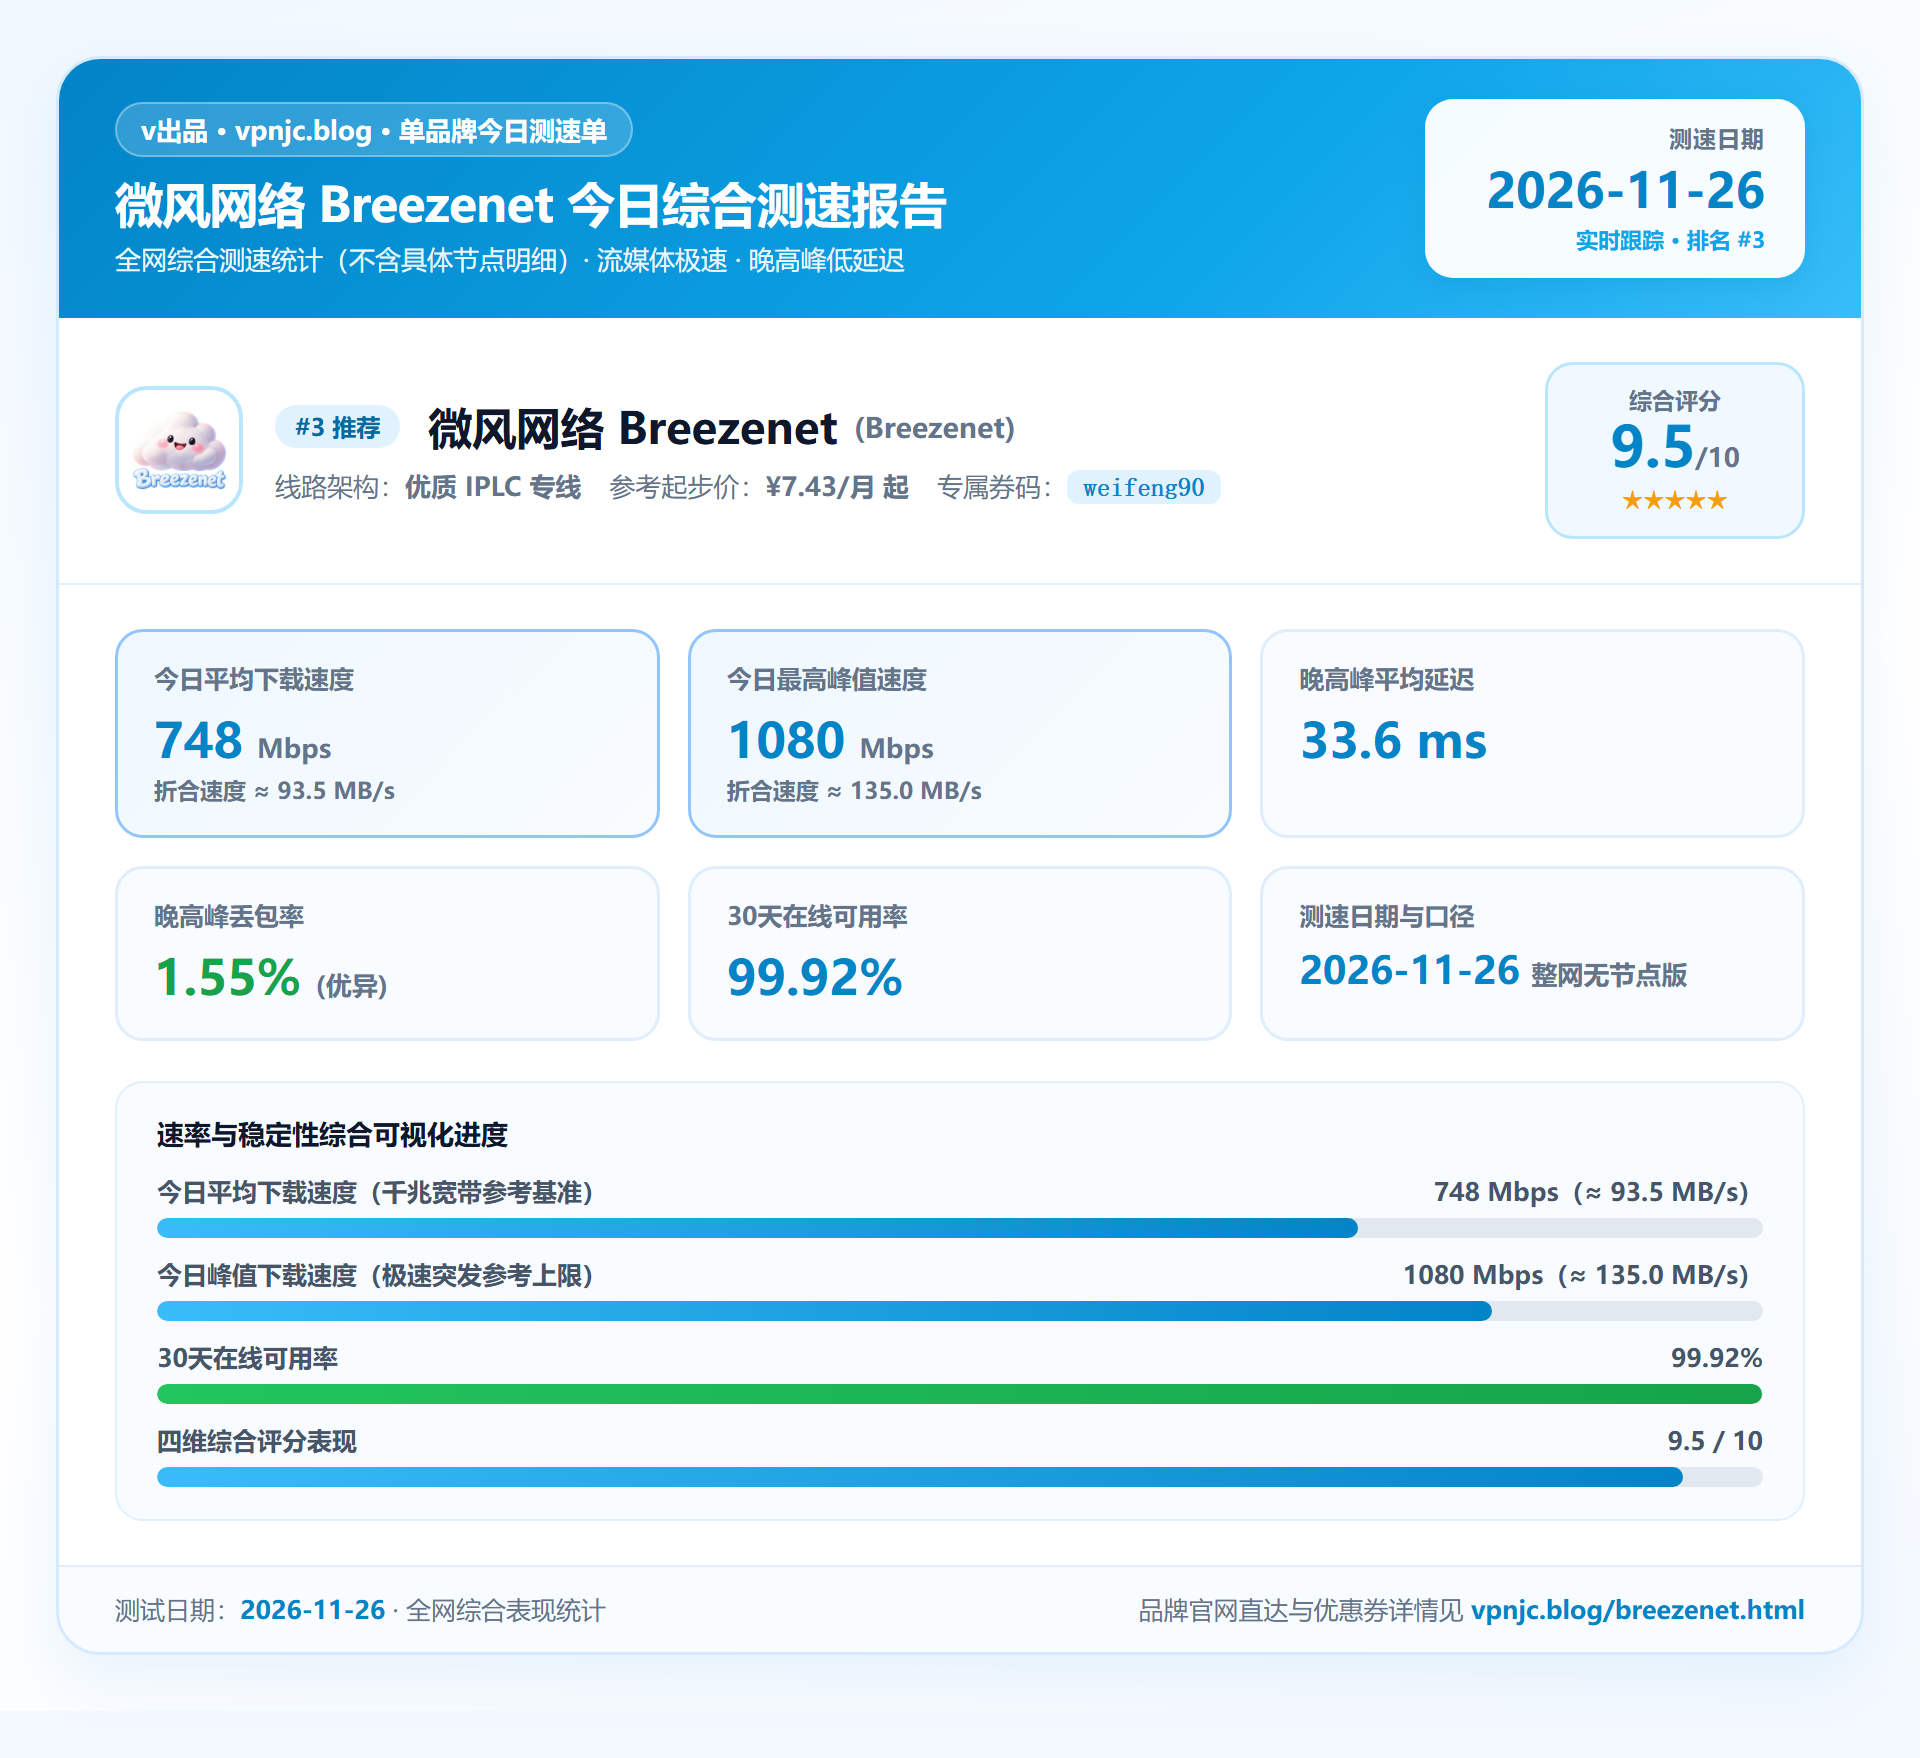 v出品 • vpnjc.blog • 单品牌今日测速单
微风网络 Breezenet 今日综合测速报告
全网综合测速统计（不含具体节点明细）· 流媒体极速 · 晚高峰低延迟
测速日期
2026-11-26
实时跟踪 • 排名 #3
Breezenet
#3 推荐
微风网络 Breezenet (Breezenet)
线路架构：优质 IPLC 专线 参考起步价：¥7.43/月 起 专属券码：weifeng90
综合评分
9.5/10
★★★★★
今日平均下载速度
748 Mbps
折合速度 ≈ 93.5 MB/s
今日最高峰值速度
1080 Mbps
折合速度 ≈ 135.0 MB/s
晚高峰平均延迟
33.6 ms
晚高峰丢包率
1.55% (优异)
30天在线可用率
99.92%
测速日期与口径
2026-11-26 整网无节点版
速率与稳定性综合可视化进度
今日平均下载速度（千兆宽带参考基准） 748 Mbps（≈ 93.5 MB/s）
今日峰值下载速度（极速突发参考上限） 1080 Mbps（≈ 135.0 MB/s）
30天在线可用率 99.92%
四维综合评分表现 9.5 / 10
测试日期：2026-11-26 · 全网综合表现统计
品牌官网直达与优惠券详情见 vpnjc.blog/breezenet.html